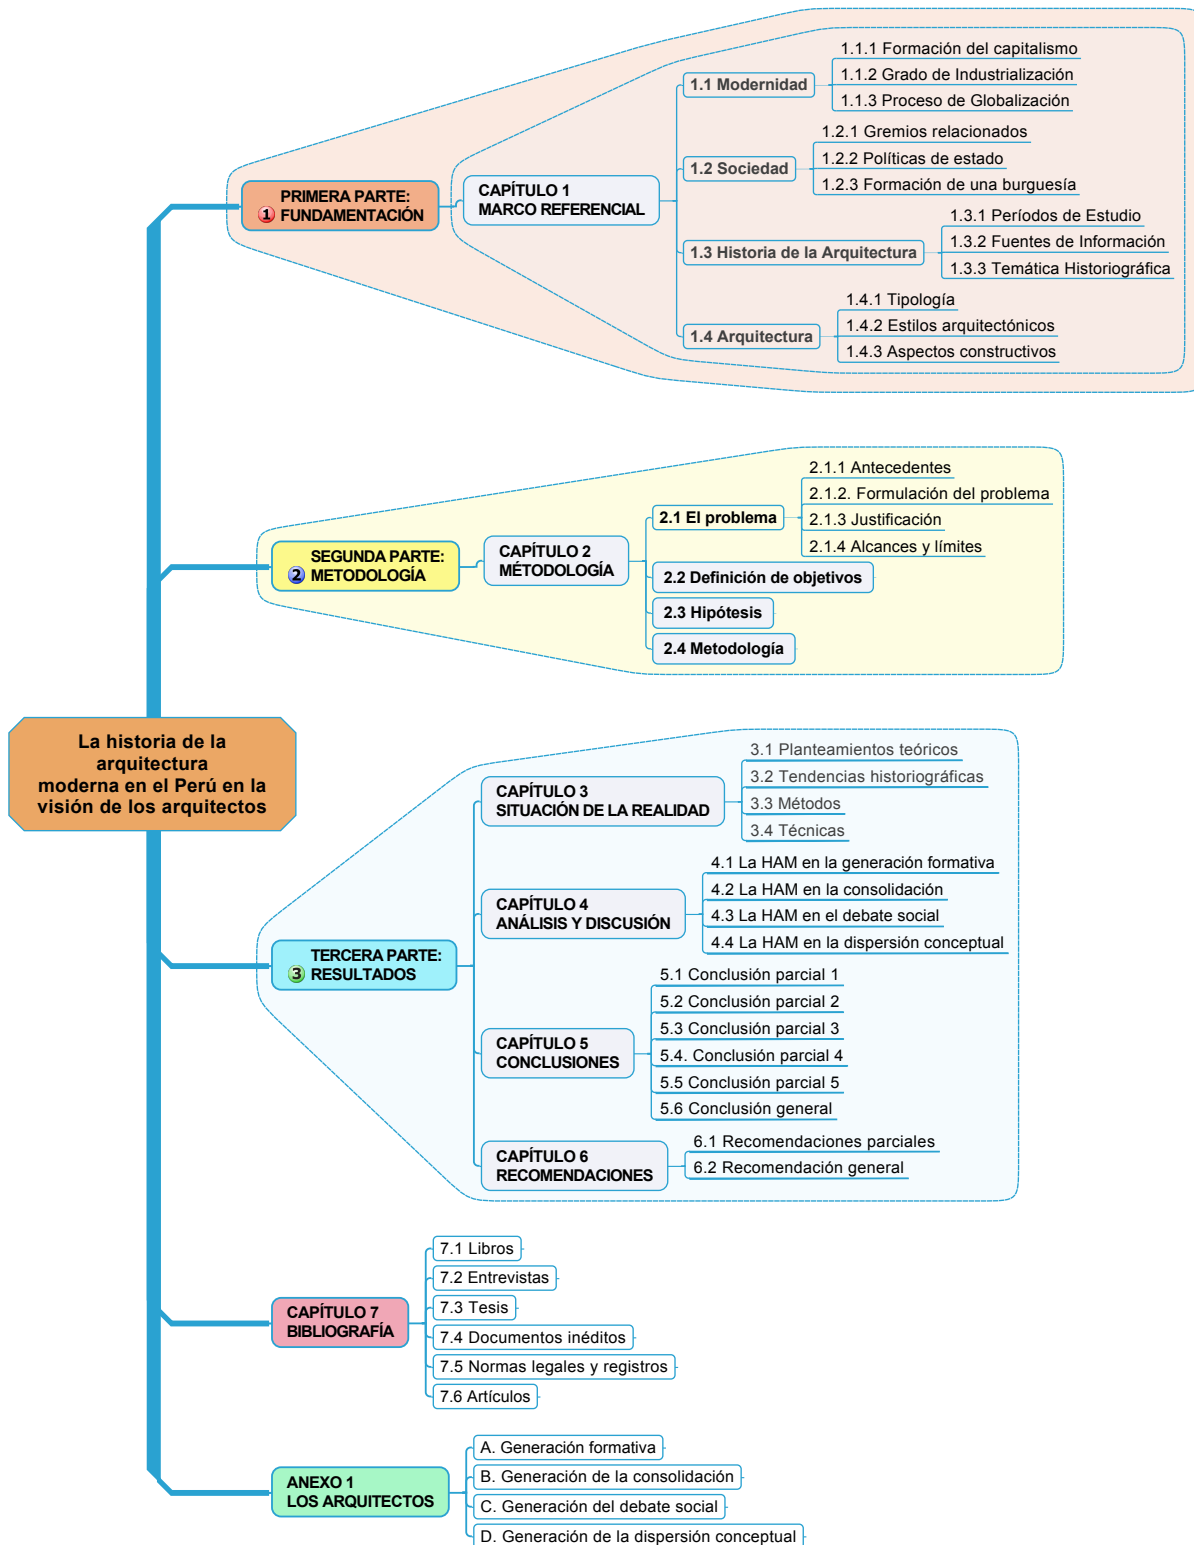 La historia de la
arquitectura
moderna en el Perú en la
visión de los arquitectos
1
PRIMERA PARTE:
FUNDAMENTACIÓN
CAPÍTULO 1
MARCO REFERENCIAL
1.1 Modernidad
1.1.1 Formación del capitalismo
1.1.2 Grado de Industrialización
1.1.3 Proceso de Globalización
1.2 Sociedad
1.2.1 Gremios relacionados
1.2.2 Políticas de estado
1.2.3 Formación de una burguesía
1.3 Historia de la Arquitectura
1.3.1 Períodos de Estudio
1.3.2 Fuentes de Información
1.3.3 Temática Historiográfica
1.4 Arquitectura
1.4.1 Tipología
1.4.2 Estilos arquitectónicos
1.4.3 Aspectos constructivos
2
SEGUNDA PARTE:
METODOLOGÍA
CAPÍTULO 2
MÉTODOLOGÍA
2.1 El problema
2.1.1 Antecedentes
2.1.2. Formulación del problema
2.1.3 Justificación
2.1.4 Alcances y límites
2.2 Definición de objetivos
2.3 Hipótesis
2.4 Metodología
3
TERCERA PARTE:
RESULTADOS
CAPÍTULO 3
SITUACIÓN DE LA REALIDAD
3.1 Planteamientos teóricos
3.2 Tendencias historiográficas
3.3 Métodos
3.4 Técnicas
CAPÍTULO 4
ANÁLISIS Y DISCUSIÓN
4.1 La HAM en la generación formativa
4.2 La HAM en la consolidación
4.3 La HAM en el debate social
4.4 La HAM en la dispersión conceptual
CAPÍTULO 5
CONCLUSIONES
5.1 Conclusión parcial 1
5.2 Conclusión parcial 2
5.3 Conclusión parcial 3
5.4. Conclusión parcial 4
5.5 Conclusión parcial 5
5.6 Conclusión general
CAPÍTULO 6
RECOMENDACIONES
6.1 Recomendaciones parciales
6.2 Recomendación general
CAPÍTULO 7
BIBLIOGRAFÍA
7.1 Libros
7.2 Entrevistas
7.3 Tesis
7.4 Documentos inéditos
7.5 Normas legales y registros
7.6 Artículos
ANEXO 1
LOS ARQUITECTOS
A. Generación formativa
B. Generación de la consolidación
C. Generación del debate social
D. Generación de la dispersión conceptual